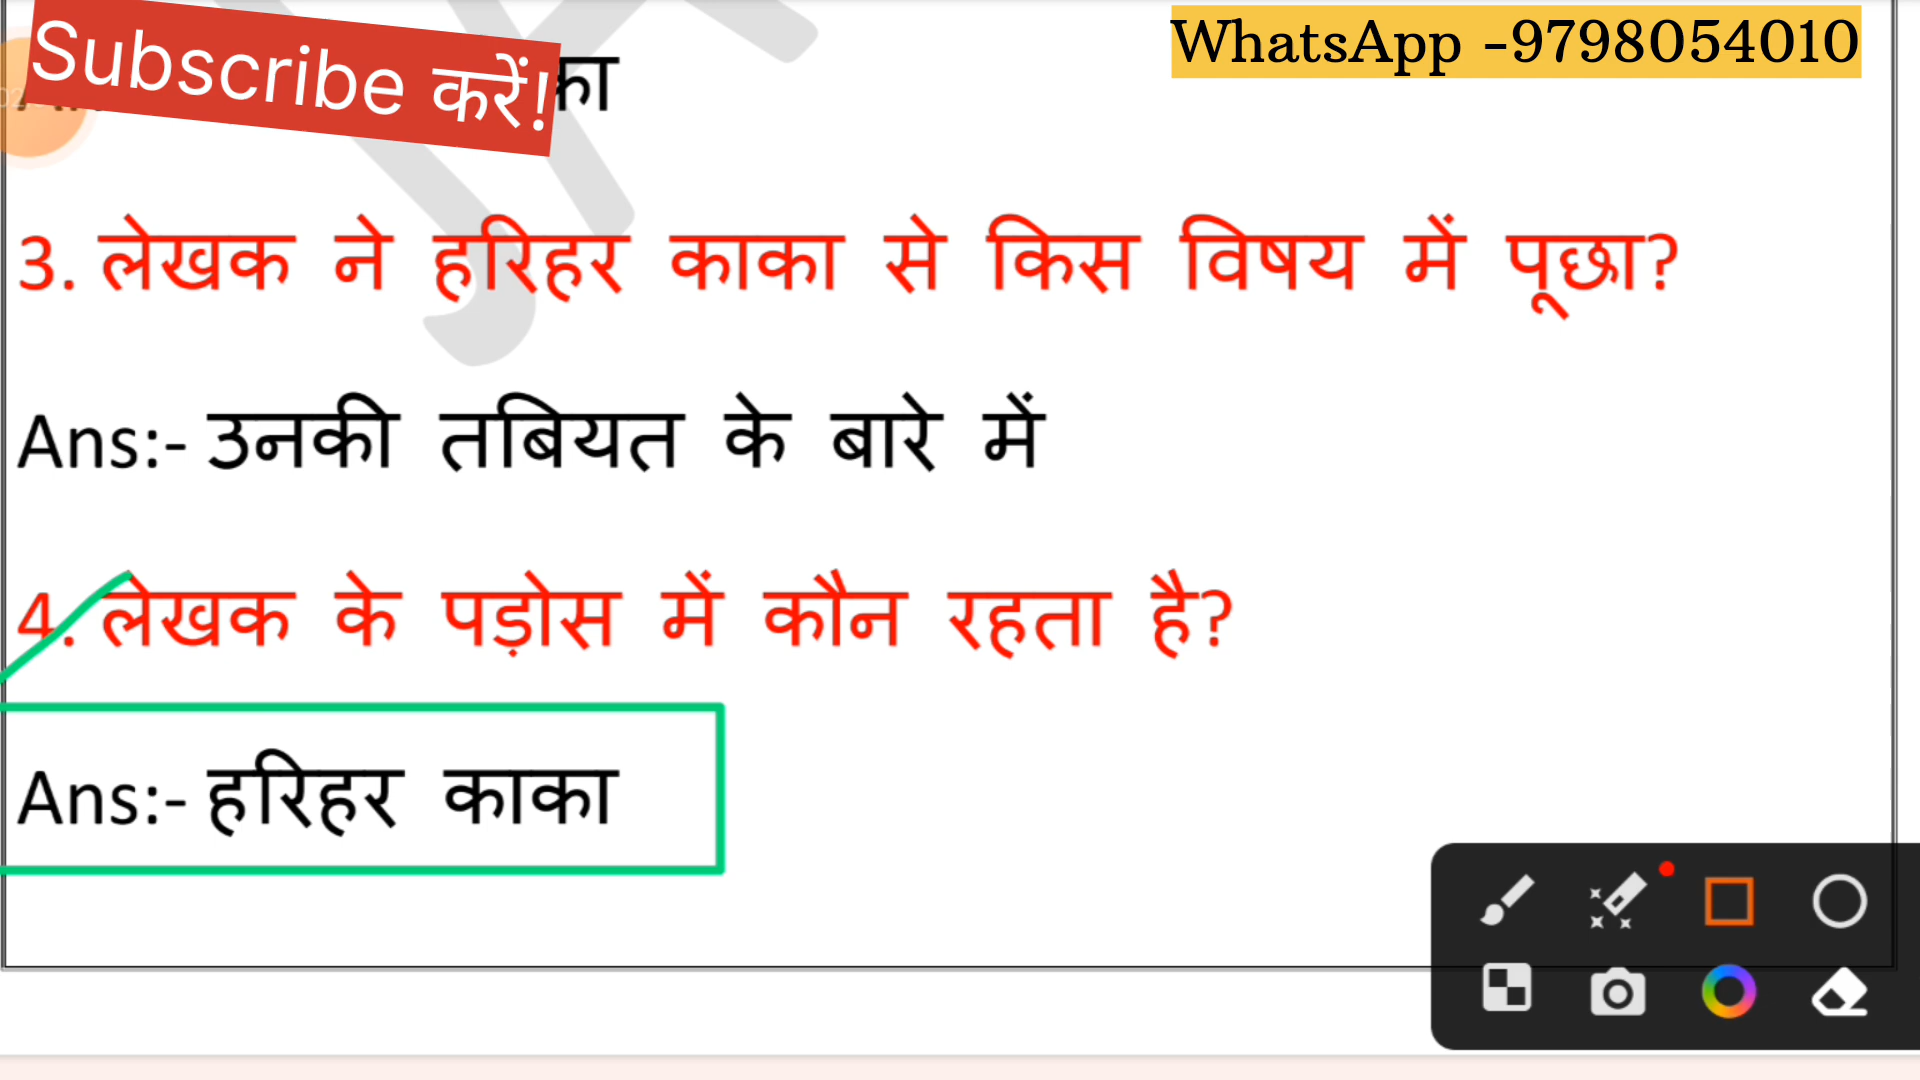 Subscribe करें!
WhatsApp -9798054010
का
3. लेखक ने हरिहर काका से किस विषय में पूछा?
Ans:- उनकी तबियत के बारे में
4. लेखक के पड़ोस में कौन रहता है?
Ans:- हरिहर काका